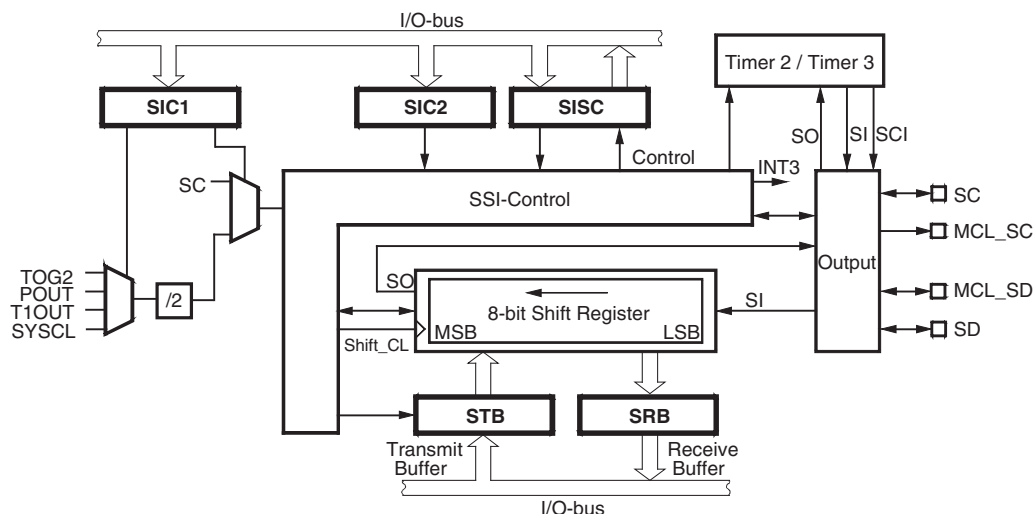 I/O-bus
Timer 2 / Timer 3
SIC1
SIC2
SISC
SO
SI
SCI
Control
INT3
SC
SSI-Control
SC
MCL_SC
Output
TOG2
POUT
T1OUT
SYSCL
/2
SO
SI
8-bit Shift Register
MSB
LSB
Shift_CL
MCL_SD
SD
STB
SRB
Transmit
Buffer
Receive
Buffer
I/O-bus